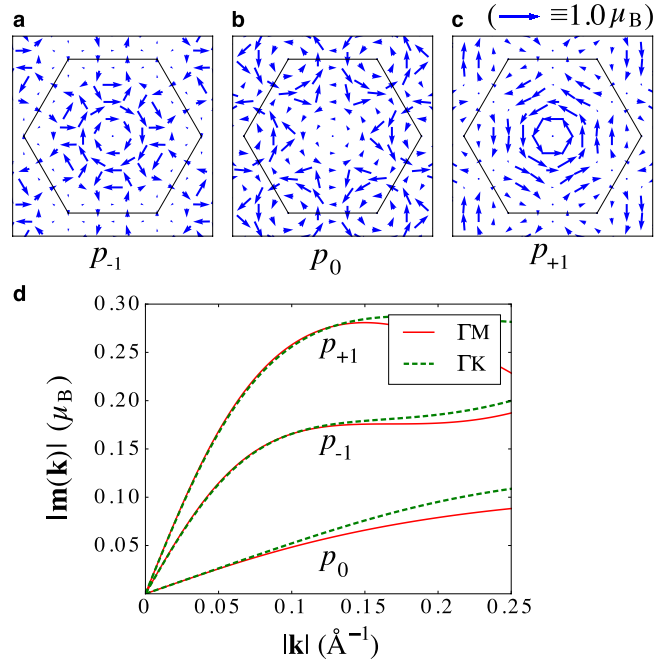 a
b
c
( → ≡1.0 μB)
p-1
p0
p+1
d
0.30
0.25
0.20
0.15
0.10
0.05
|m(k)| (μB)
ΓM
ΓK
p+1
p-1
p0
0
0.05
0.1
0.15
0.2
0.25
|k| (Å⁻¹)